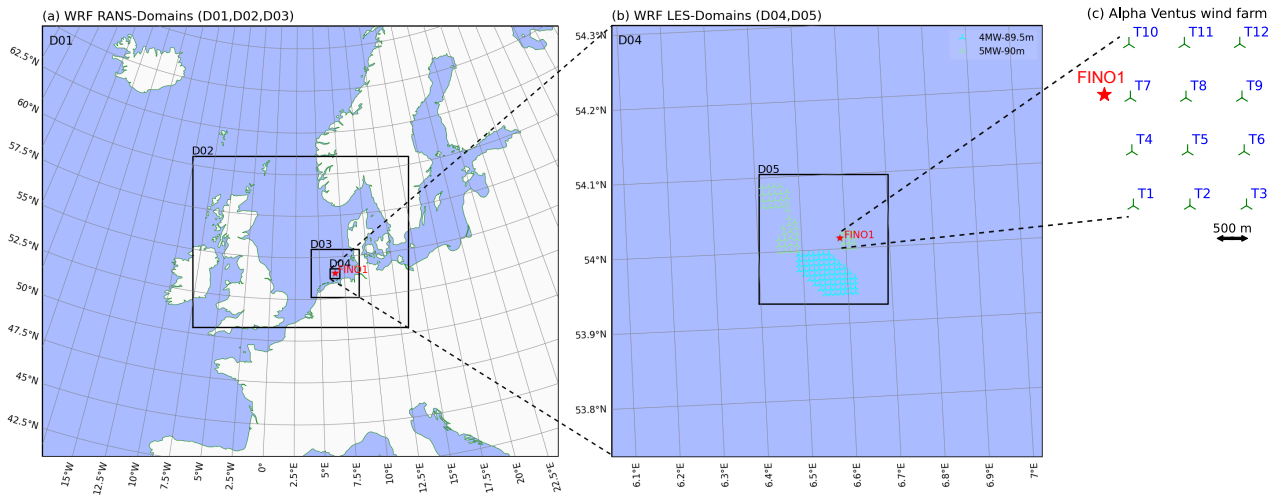 (a) WRF RANS-Domains (D01,D02,D03)
D01
62.5°N
60°N
57.5°N
55°N
52.5°N
50°N
47.5°N
45°N
42.5°N
D02
D03
D04
FINO1
15°W
10°W
7.5°W
5°W
2.5°W
0°
2.5°E
5°E
7.5°E
10°E
12.5°E
15°E
17.5°E
20°E
22.5°E
(b) WRF LES-Domains (D04,D05)
D04
4MW-89.5m
5MW-90m
54.3°N
54.2°N
54.1°N
54°N
53.9°N
53.8°N
D05
FINO1
6.1°E
6.2°E
6.3°E
6.4°E
6.5°E
6.6°E
6.7°E
6.8°E
6.9°E
7°E
(c) Alpha Ventus wind farm
T10 T11 T12
FINO1
T7 T8 T9
T4 T5 T6
T1 T2 T3
500 m